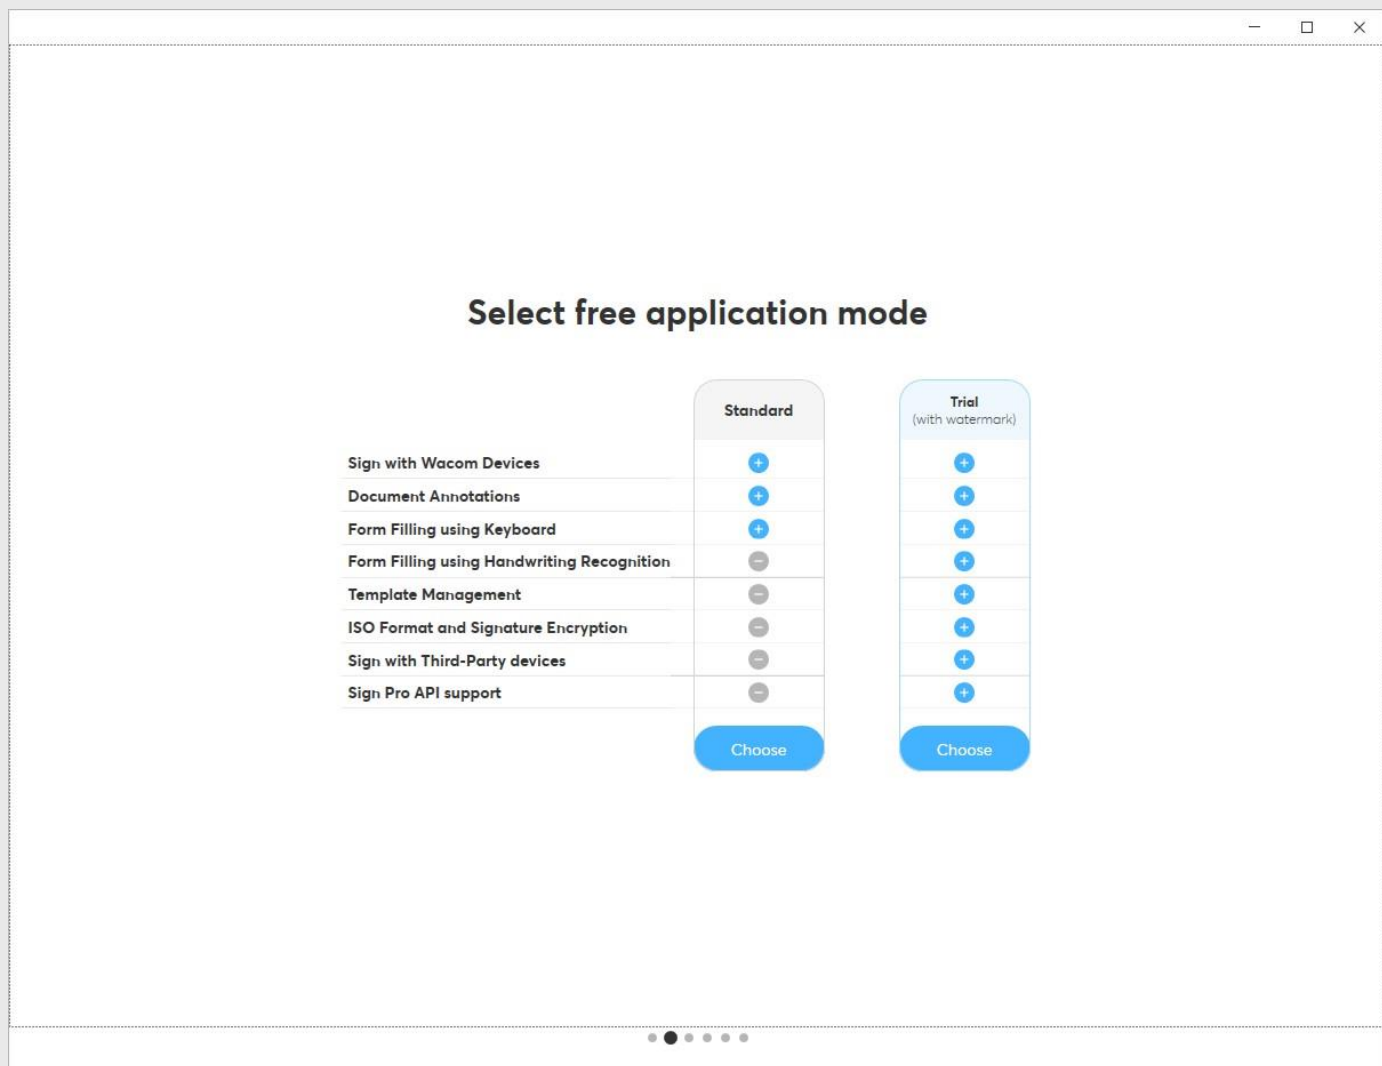 Select free application mode
Standard
Trial
(with watermark)
Sign with Wacom Devices
Document Annotations
Form Filling using Keyboard
Form Filling using Handwriting Recognition
Template Management
ISO Format and Signature Encryption
Sign with Third-Party devices
Sign Pro API support
Choose
Choose